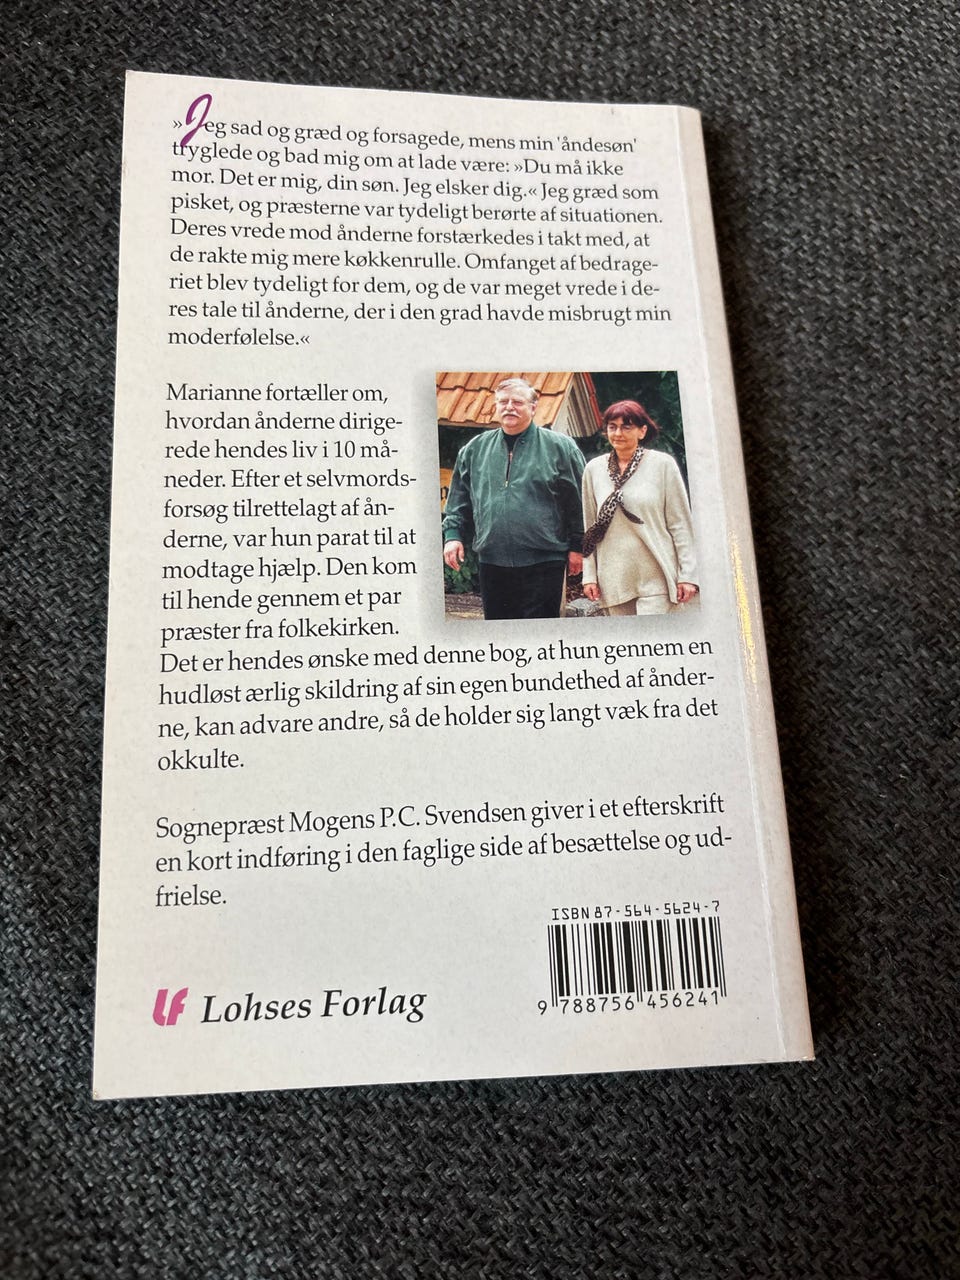 »Jeg sad og græd og forsagede, mens min 'åndesøn'
tryglede og bad mig om at lade være: »Du må ikke
mor. Det er mig, din søn. Jeg elsker dig.« Jeg græd som
pisket, og præsterne var tydeligt berørte af situationen.
Deres vrede mod ånderne forstærkedes i takt med, at
de rakte mig mere køkkenrulle. Omfanget af bedrage-
riet blev tydeligt for dem, og de var meget vrede i de-
res tale til ånderne, der i den grad havde misbrugt min
moderfølelse.«
Marianne fortæller om,
hvordan ånderne dirige-
rede hendes liv i 10 må-
neder. Efter et selvmords-
forsøg tilrettelagt af ån-
derne, var hun parat til at
modtage hjælp. Den kom
til hende gennem et par
præster fra folkekirken.
Det er hendes ønske med denne bog, at hun gennem en
hudløst ærlig skildring af sin egen bundethed af ånder-
ne, kan advare andre, så de holder sig langt væk fra det
okkulte.
Sognepræst Mogens P.C. Svendsen giver i et efterskrift
en kort indføring i den faglige side af besættelse og ud-
frielse.
ISBN 87-564-5624-7
9 788756 456241
LF Lohses Forlag